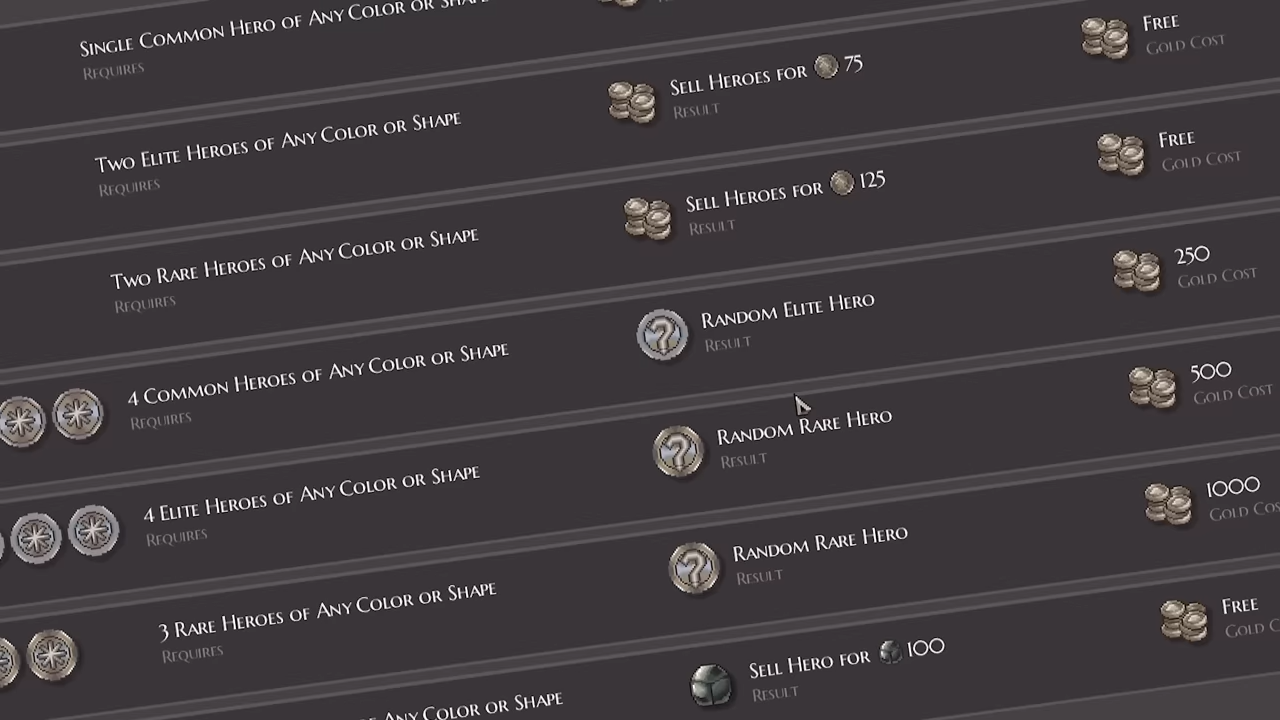 Single Common Hero of Any Color or Shape
Requires
Free
Gold Cost
Two Elite Heroes of Any Color or Shape
Requires
Sell Heroes for 75
Result
Free
Gold Cost
Two Rare Heroes of Any Color or Shape
Requires
Sell Heroes for 125
Result
250
Gold Cost
4 Common Heroes of Any Color or Shape
Requires
Random Elite Hero
Result
500
Gold Cost
4 Elite Heroes of Any Color or Shape
Requires
Random Rare Hero
Result
1000
Gold Cos
3 Rare Heroes of Any Color or Shape
Requires
Random Rare Hero
Result
Free
Gold C
Any Color or Shape
Sell Hero for 100
Result